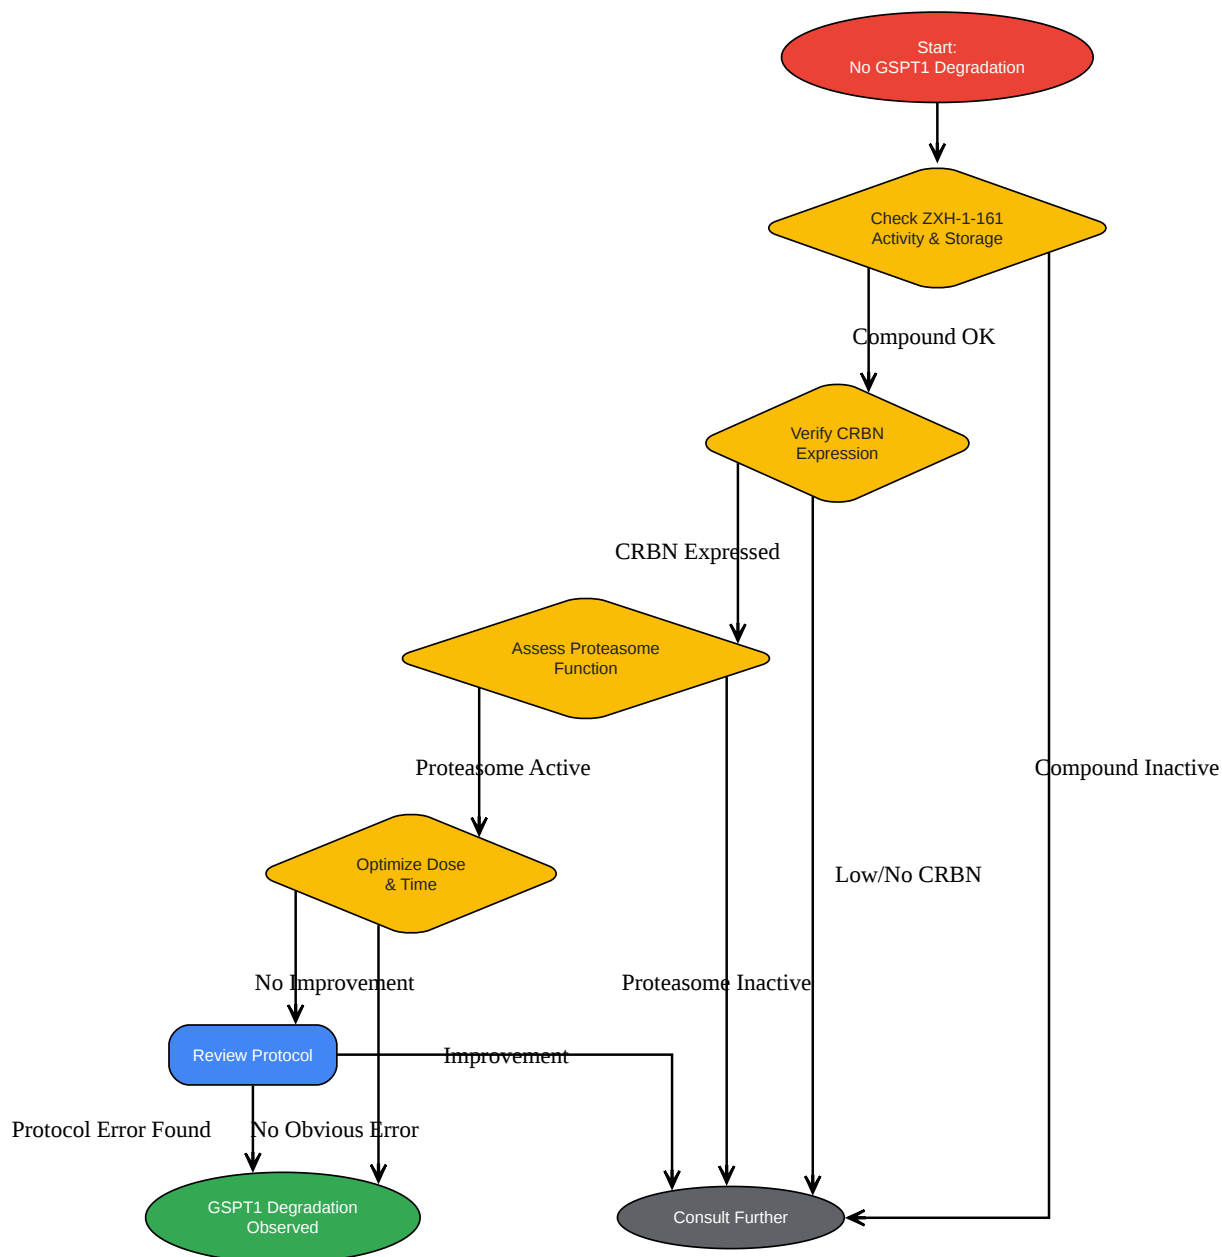 Start:
No GSPT1 Degradation
Check ZXH-1-161
Activity & Storage
Compound OK
Verify CRBN
Expression
CRBN Expressed
Assess Proteasome
Function
Proteasome Active
Compound Inactive
Optimize Dose
& Time
Low/No CRBN
No Improvement
Proteasome Inactive
Review Protocol
Improvement
Protocol Error Found
No Obvious Error
GSPT1 Degradation
Observed
Consult Further